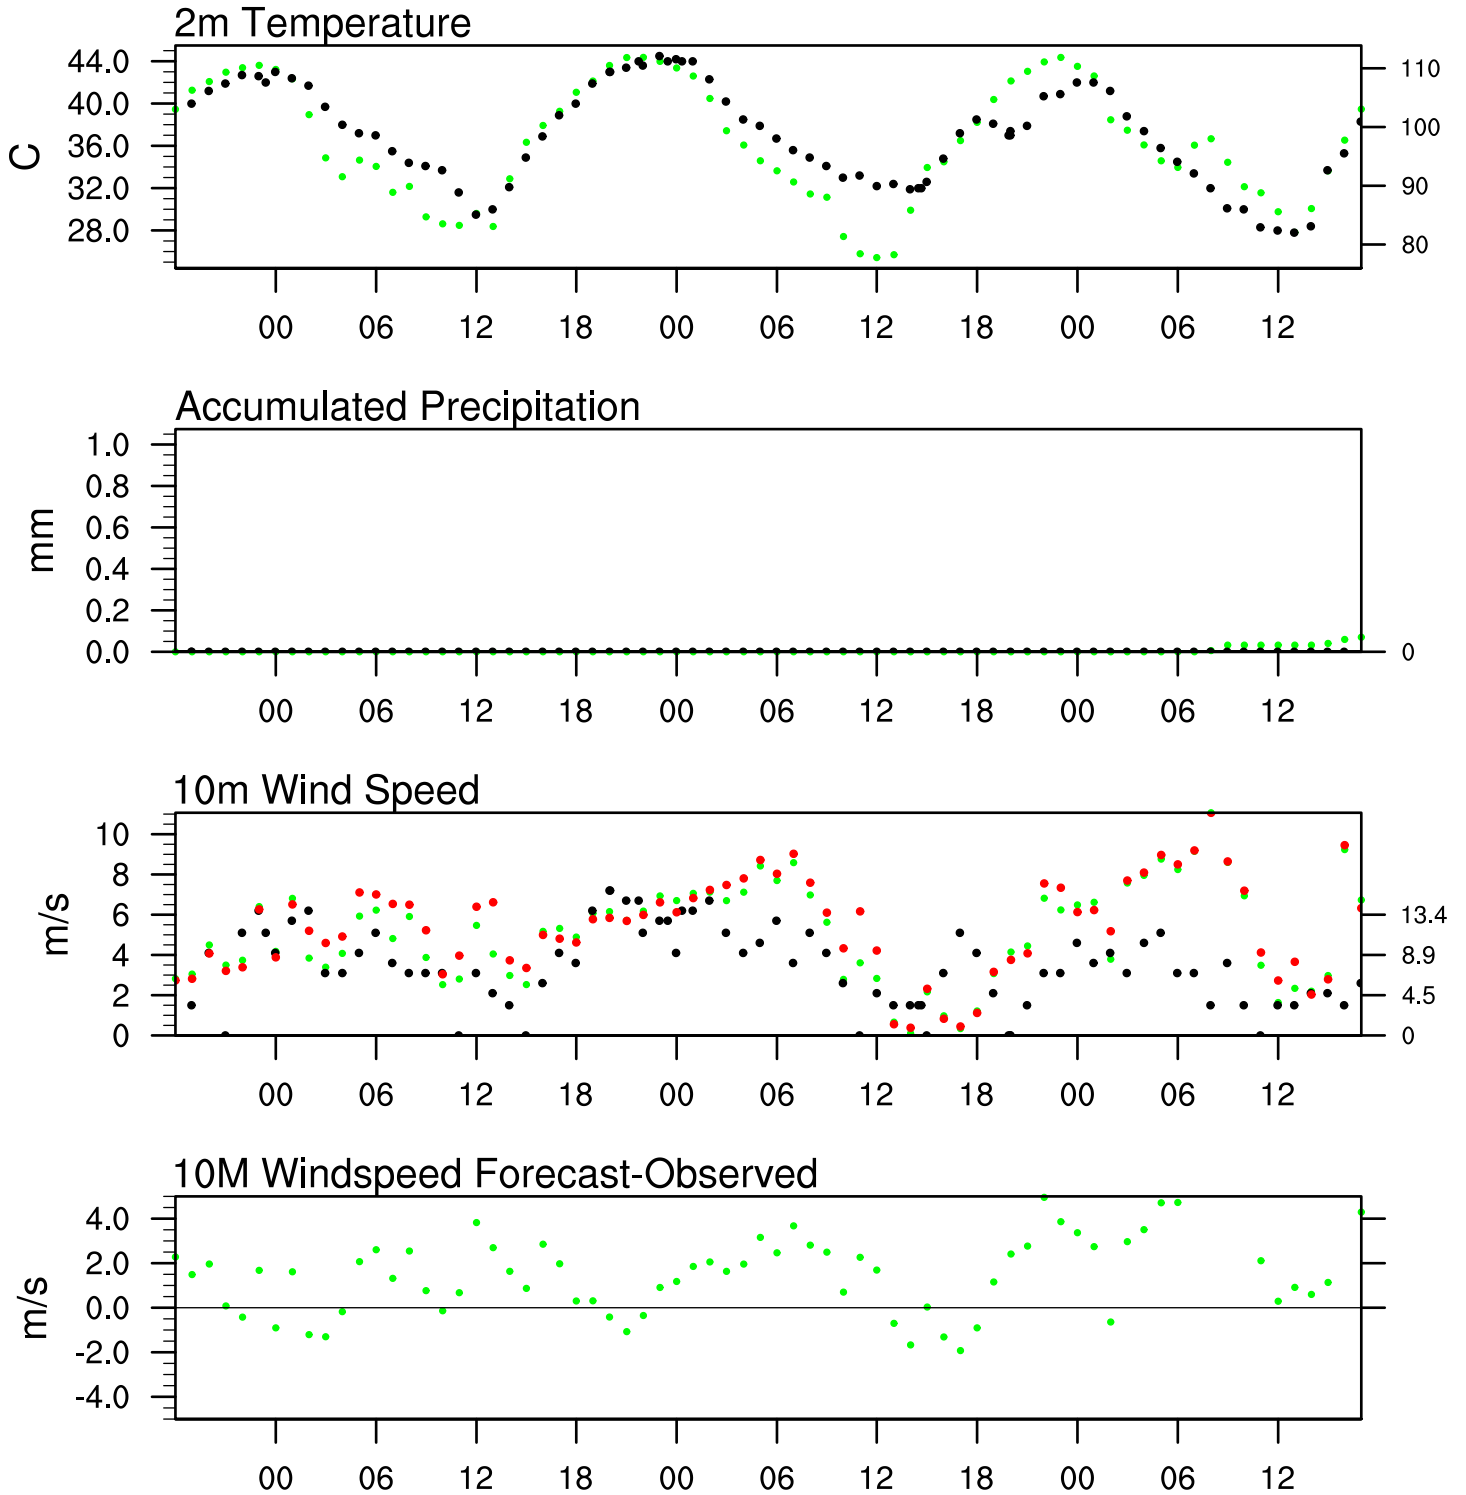 2m Temperature
44.0
40.0
36.0
32.0
28.0
C
110
100
90
80
00 06 12 18 00 06 12 18 00 06 12
Accumulated Precipitation
1.0
0.8
0.6
0.4
0.2
0.0
mm
0
00 06 12 18 00 06 12 18 00 06 12
10m Wind Speed
10
8
6
4
2
0
m/s
13.4
8.9
4.5
0
00 06 12 18 00 06 12 18 00 06 12
10M Windspeed Forecast-Observed
4.0
2.0
0.0
-2.0
-4.0
m/s
00 06 12 18 00 06 12 18 00 06 12